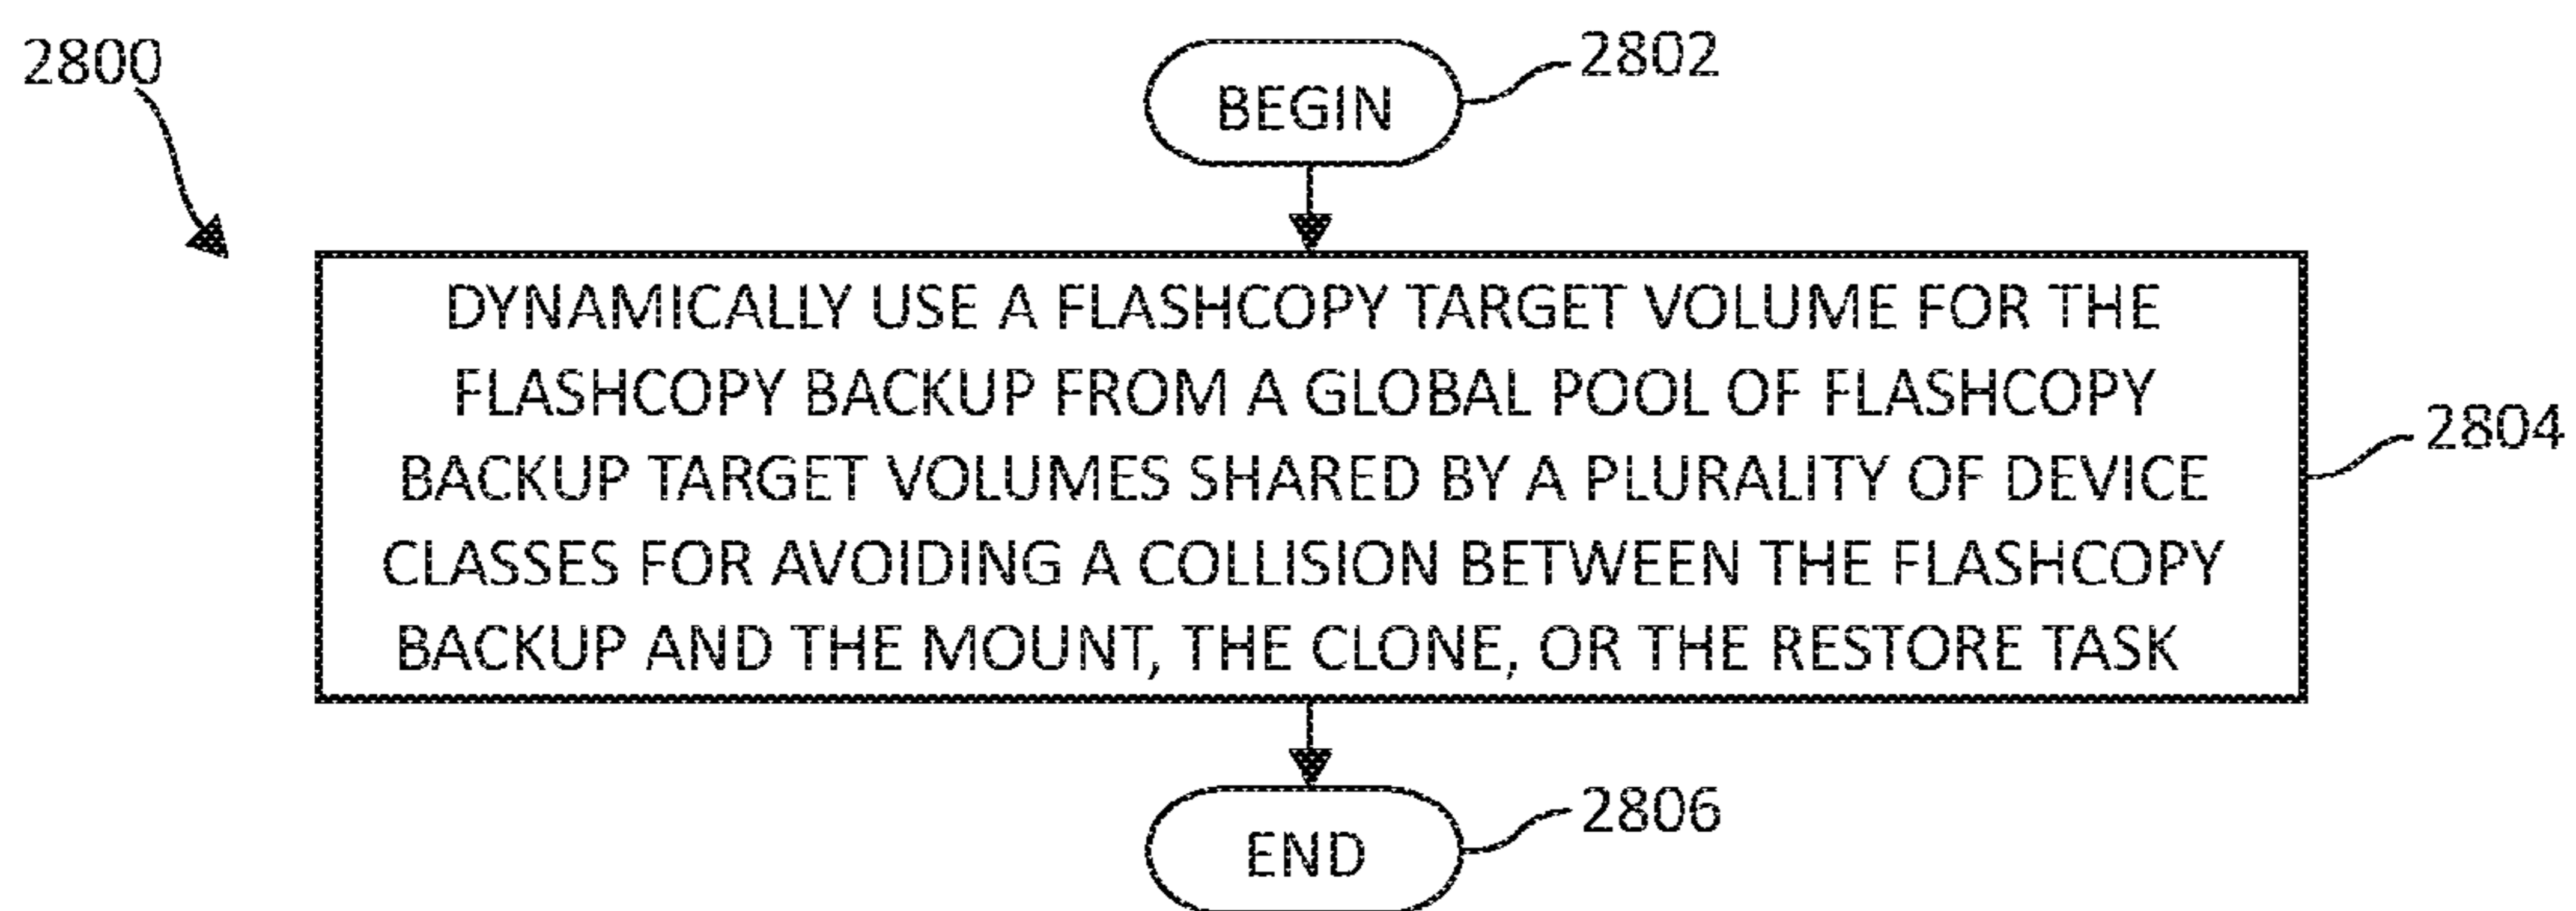 2800
BEGIN
2802
DYNAMICALLY USE A FLASHCOPY TARGET VOLUME FOR THE
FLASHCOPY BACKUP FROM A GLOBAL POOL OF FLASHCOPY
BACKUP TARGET VOLUMES SHARED BY A PLURALITY OF DEVICE
CLASSES FOR AVOIDING A COLLISION BETWEEN THE FLASHCOPY
BACKUP AND THE MOUNT, THE CLONE, OR THE RESTORE TASK
2804
END
2806